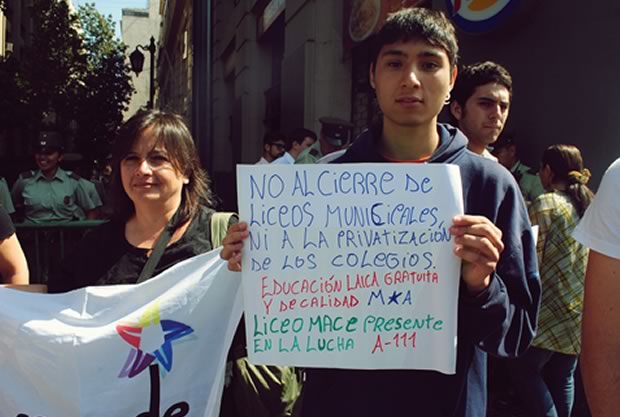 NO AL CIERRE DE
LICEOS MUNICIPALES,
NI A LA PRIVATIZACIÓN
DE LOS COLEGIOS.
EDUCACIÓN LAICA GRATUITA
Y DE CALIDAD M★A
LICEO MACE PRESENTE
EN LA LUCHA A-111
de